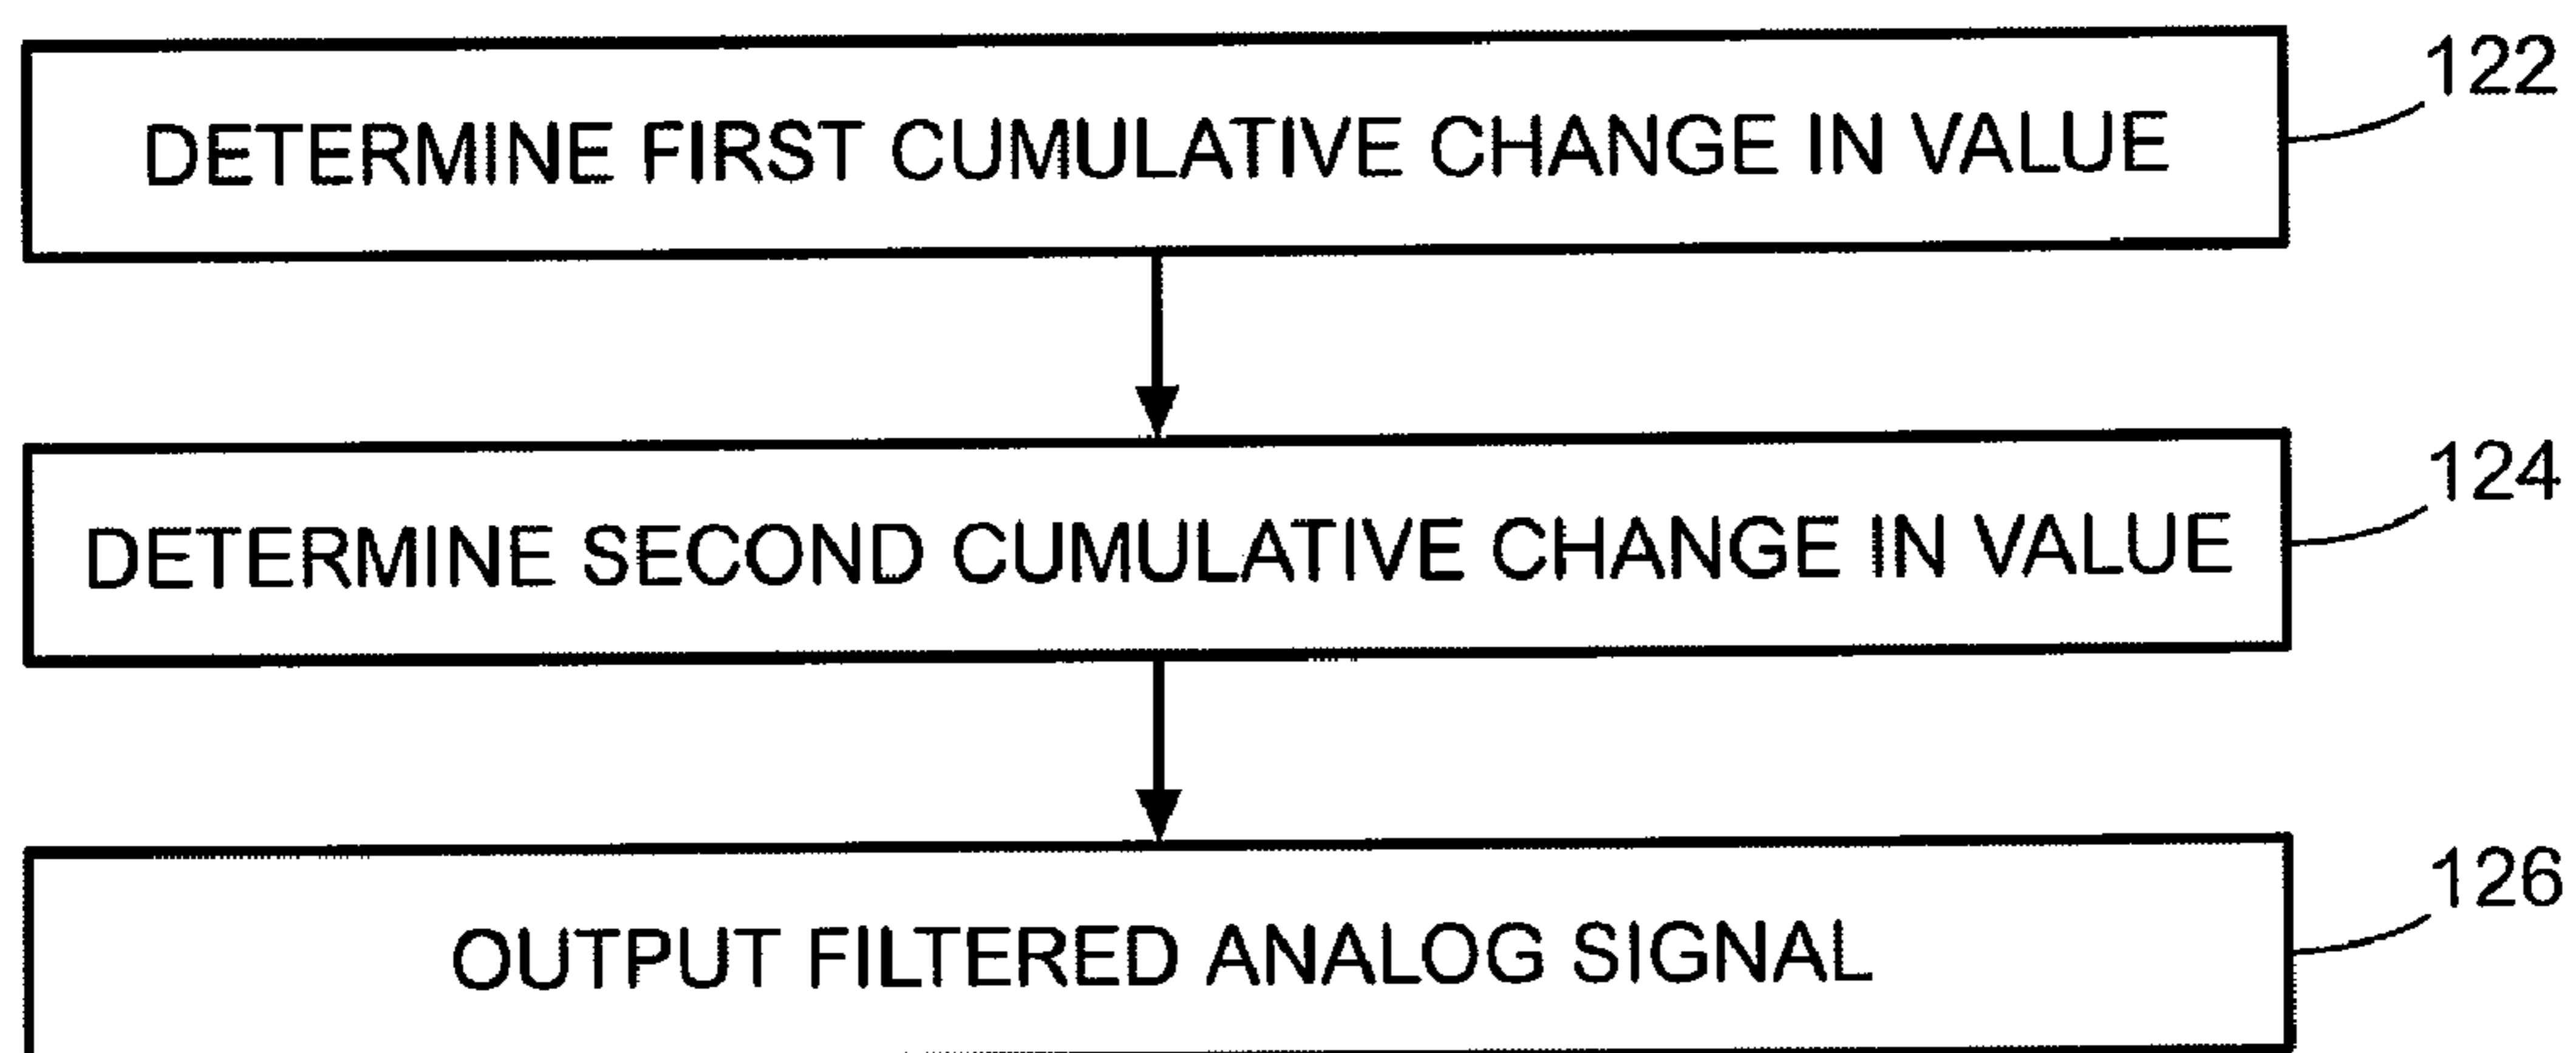 122
DETERMINE FIRST CUMULATIVE CHANGE IN VALUE
124
DETERMINE SECOND CUMULATIVE CHANGE IN VALUE
126
OUTPUT FILTERED ANALOG SIGNAL